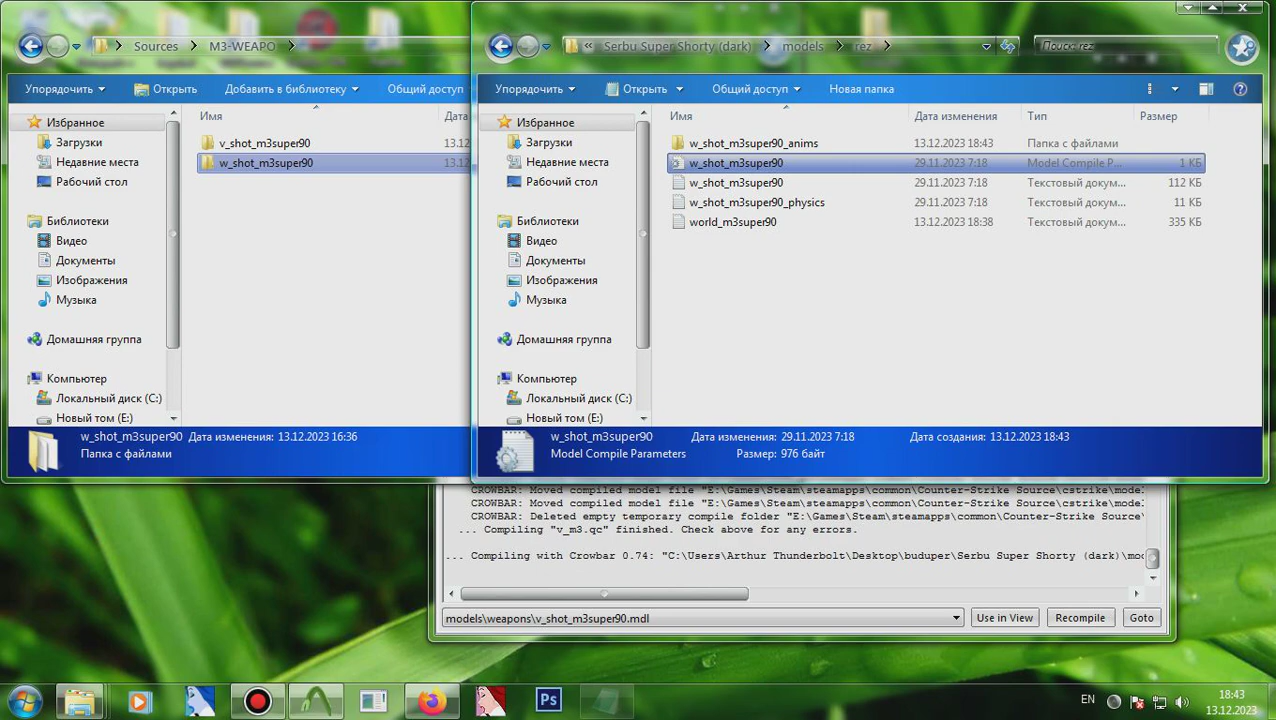 Sources
M3-WEAPO
Упорядочить
Открыть
Добавить в библиотеку
Общий доступ
Избранное
Загрузки
Недавние места
Рабочий стол
Библиотеки
Видео
Документы
Изображения
Музыка
Домашняя группа
Компьютер
Локальный диск (C:)
Новый том (E:)
Имя
Дата
v_shot_m3super90
13.12
w_shot_m3super90
13.12
w_shot_m3super90 Дата изменения: 13.12.2023 16:36
Папка с файлами
« Serbu Super Shorty (dark)
models
rez
Поиск: rez
Упорядочить
Открыть
Общий доступ
Новая папка
Избранное
Загрузки
Недавние места
Рабочий стол
Библиотеки
Видео
Документы
Изображения
Музыка
Домашняя группа
Компьютер
Локальный диск (C:)
Новый том (E:)
Имя Дата изменения Тип Размер
w_shot_m3super90_anims 13.12.2023 18:43 Папка с файлами
w_shot_m3super90 29.11.2023 7:18 Model Compile P... 1 КБ
w_shot_m3super90 29.11.2023 7:18 Текстовый докум... 112 КБ
w_shot_m3super90_physics 29.11.2023 7:18 Текстовый докум... 11 КБ
world_m3super90 13.12.2023 18:38 Текстовый докум... 335 КБ
w_shot_m3super90 Дата изменения: 29.11.2023 7:18 Дата создания: 13.12.2023 18:43
Model Compile Parameters Размер: 976 байт
CROWBAR: Moved compiled model file "E:\Games\Steam\steamapps\common\Counter-Strike Source\cstrike\model
CROWBAR: Moved compiled model file "E:\Games\Steam\steamapps\common\Counter-Strike Source\cstrike\model
CROWBAR: Deleted empty temporary compile folder "E:\Games\Steam\steamapps\common\Counter-Strike Source\
... Compiling "v_m3.qc" finished. Check above for any errors.
... Compiling with Crowbar 0.74: "C:\Users\Arthur Thunderbolt\Desktop\buduper\Serbu Super Shorty (dark)\mo
models\weapons\v_shot_m3super90.mdl
Use in View
Recompile
Goto
Ps
EN
18:43
13.12.2023